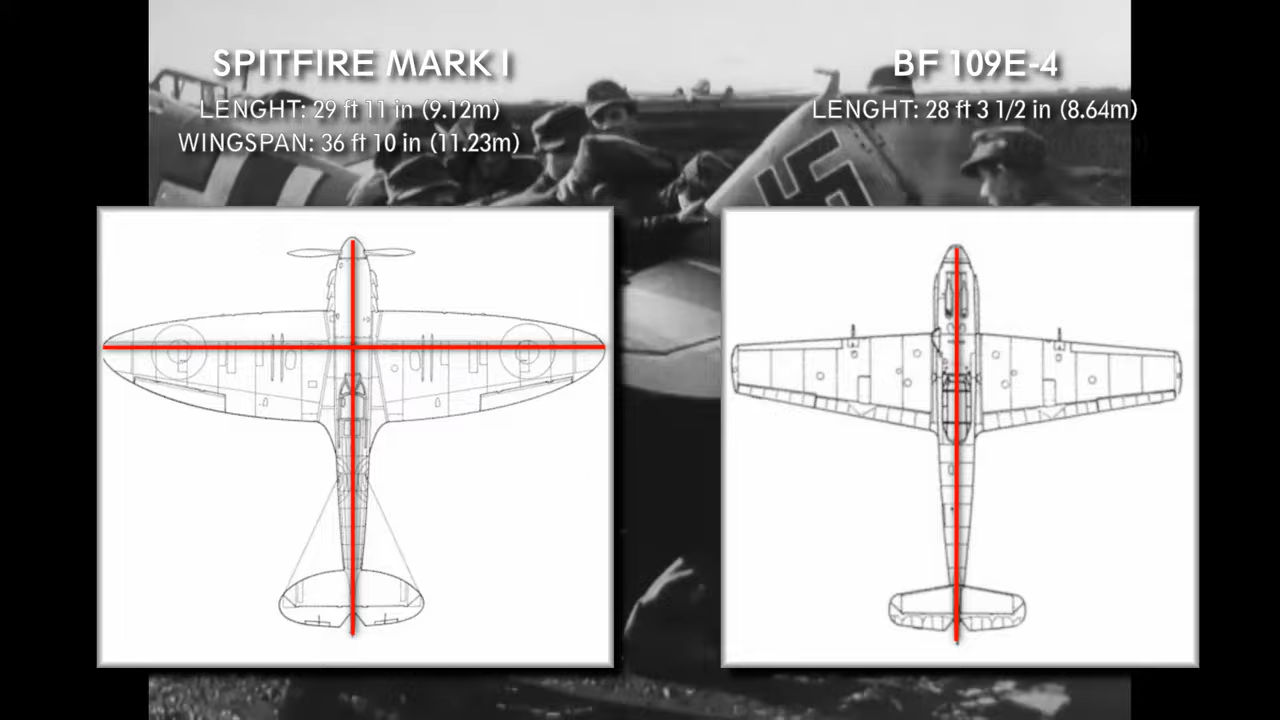 SPITFIRE MARK I
LENGHT: 29 ft 11 in (9.12m)
WINGSPAN: 36 ft 10 in (11.23m)
BF 109E-4
LENGHT: 28 ft 3 1/2 in (8.64m)